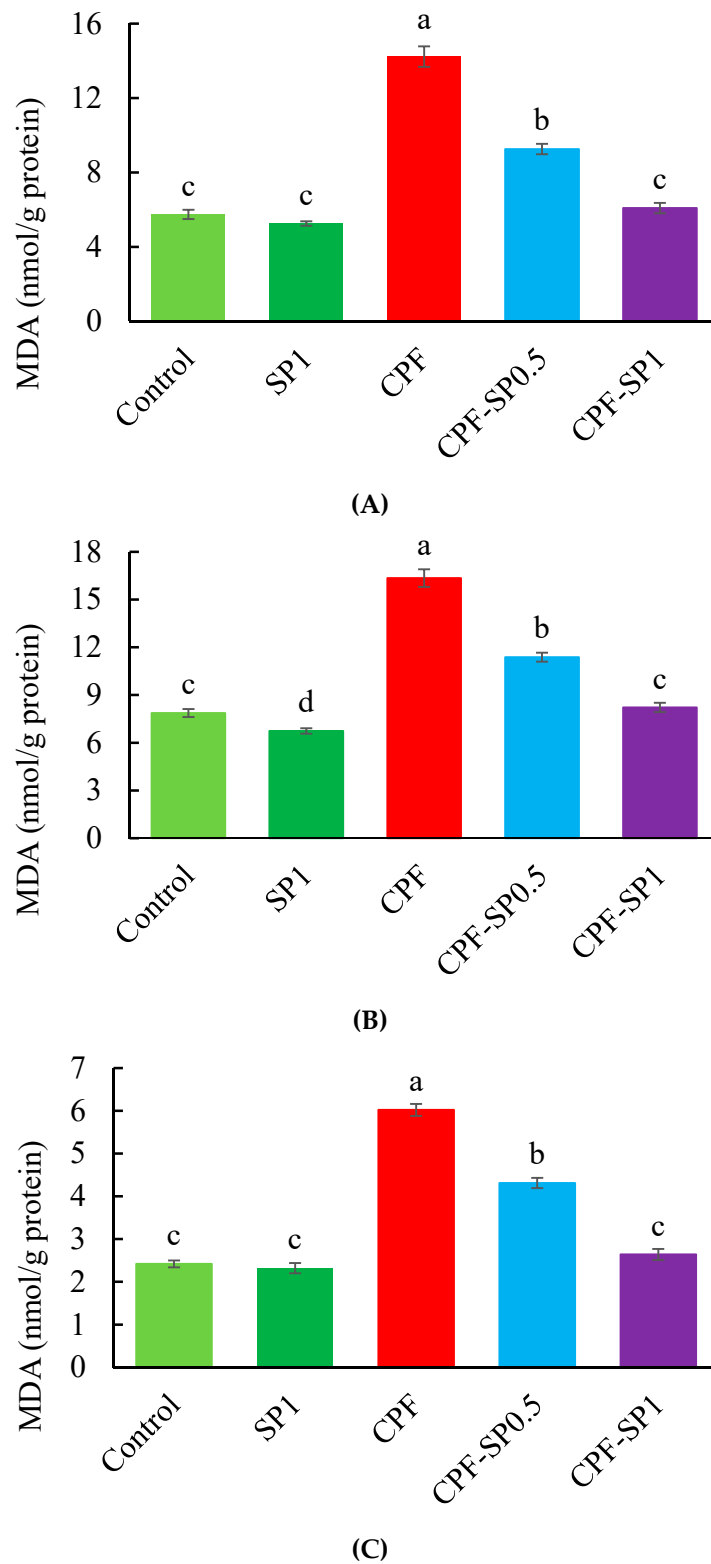 MDA (nmol/g protein)
16
12
8
4
0
c
c
a
b
c
Control
SP1
CPF
CPF-SP0.5
CPF-SP1
(A)
MDA (nmol/g protein)
18
15
12
9
6
3
0
c
d
a
b
c
Control
SP1
CPF
CPF-SP0.5
CPF-SP1
(B)
MDA (nmol/g protein)
7
6
5
4
3
2
1
0
c
c
a
b
c
Control
SP1
CPF
CPF-SP0.5
CPF-SP1
(C)